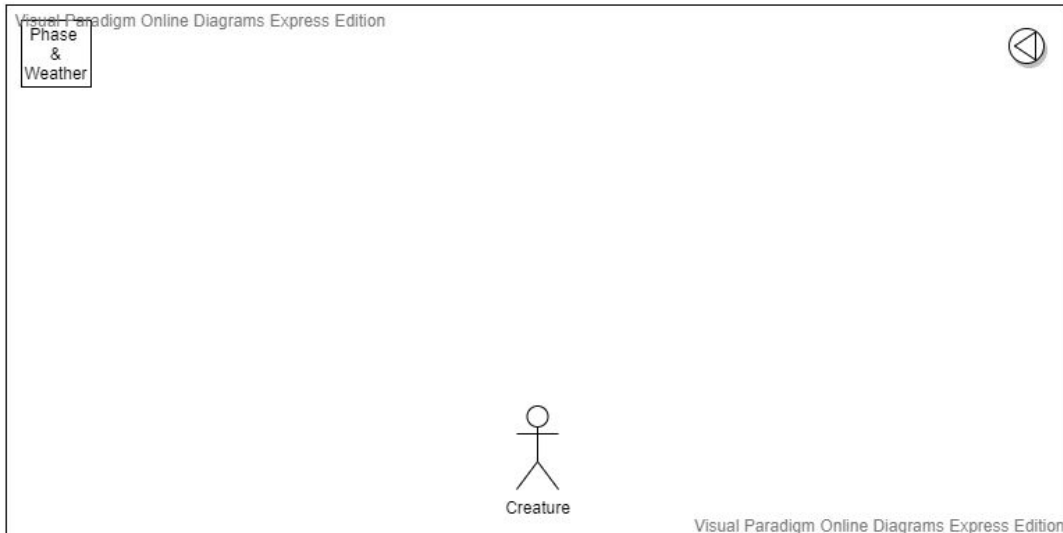 Visual Paradigm Online Diagrams Express Edition
Phase
&
Weather
Creature
Visual Paradigm Online Diagrams Express Edition